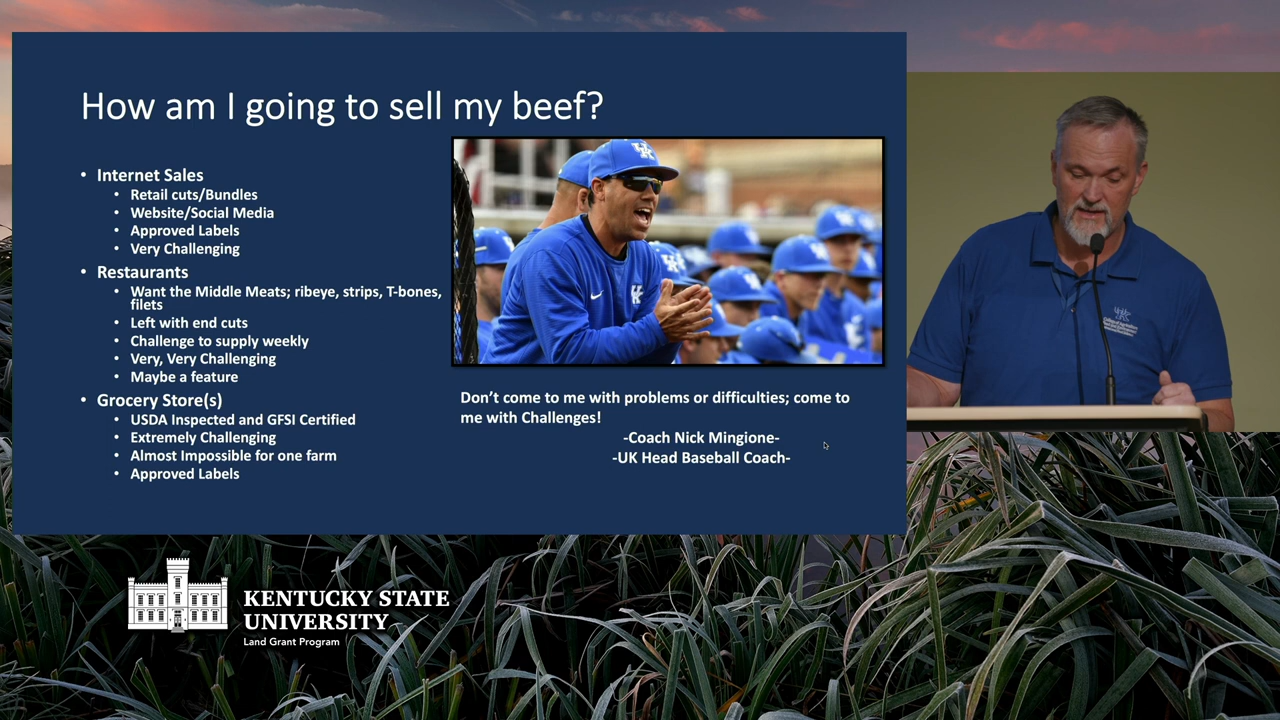 How am I going to sell my beef?
• Internet Sales
• Retail cuts/Bundles
• Website/Social Media
• Approved Labels
• Very Challenging
• Restaurants
• Want the Middle Meats; ribeye, strips, T-bones,
filets
• Left with end cuts
• Challenge to supply weekly
• Very, Very Challenging
• Maybe a feature
• Grocery Store(s)
• USDA Inspected and GFSI Certified
• Extremely Challenging
• Almost Impossible for one farm
• Approved Labels
Don’t come to me with problems or difficulties; come to
me with Challenges!
-Coach Nick Mingione-
-UK Head Baseball Coach-
KENTUCKY STATE
UNIVERSITY
Land Grant Program